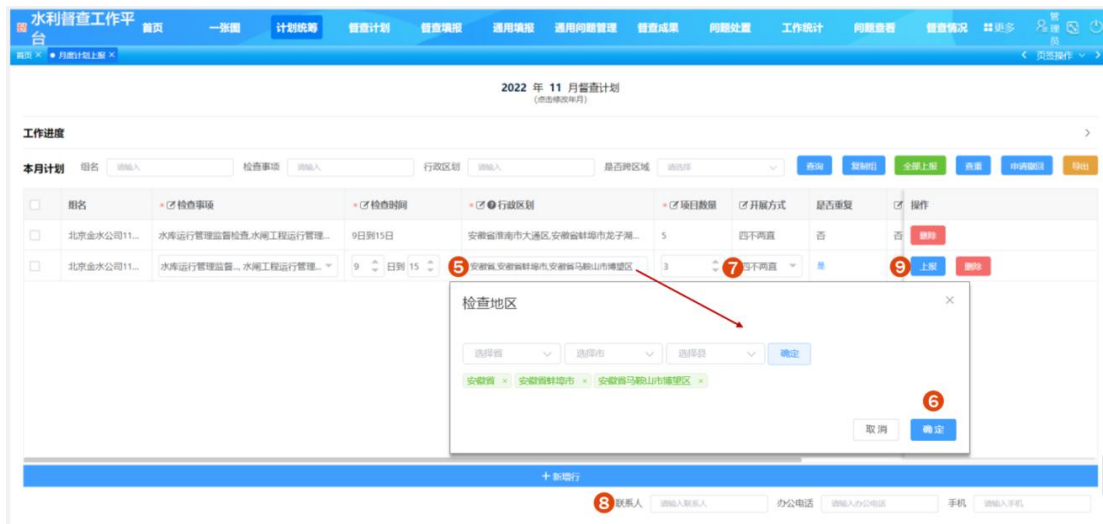 水利督查工作平台 首页 一张图 计划统筹 督查计划 督查填报 通用填报 通用问题管理 督查成果 问题处置 工作统计 问题查看 督查情况 更多 管理员
首页 × 月度计划上报 × 页签操作
2022 年 11 月督查计划
(点击修改年月)
工作进度
本月计划 组名 请输入 检查事项 请输入 行政区划 请输入 是否跨区域 请选择 查询 复制组 全部上报 查重 申请撤回 导出
组名 * 检查事项 * 检查时间 * 行政区划 * 项目数量 开展方式 是否重复 操作
北京金水公司11... 水库运行管理监督检查,水闸工程运行管理... 9日到15日 安徽省淮南市大通区,安徽省蚌埠市龙子湖... 5 四不两直 否 否 删除
北京金水公司11... 水库运行管理监督..., 水闸工程运行管理... 9 日到 15 5 安徽省,安徽省蚌埠市,安徽省马鞍山市博望区 3 7 四不两直 是 9 上报 删除
检查地区 ×
选择省 选择市 选择县 确定
安徽省 × 安徽省蚌埠市 × 安徽省马鞍山市博望区 ×
6
取消 确定
+ 新增行
8 联系人 请输入联系人 办公电话 请输入办公电话 手机 请输入手机